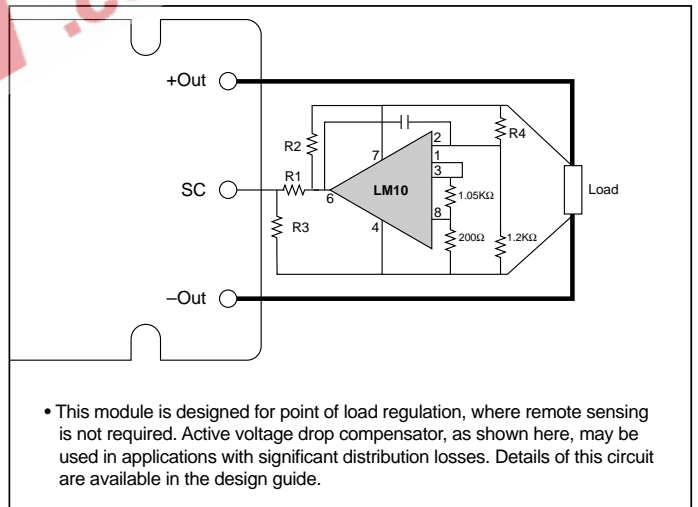 +Out
R2
7
2
R4
1
SC
R1
3
LM10
Load
6
1.05KΩ
8
R3
4
200Ω
1.2KΩ
–Out
• This module is designed for point of load regulation, where remote sensing
is not required. Active voltage drop compensator, as shown here, may be
used in applications with significant distribution losses. Details of this circuit
are available in the design guide.